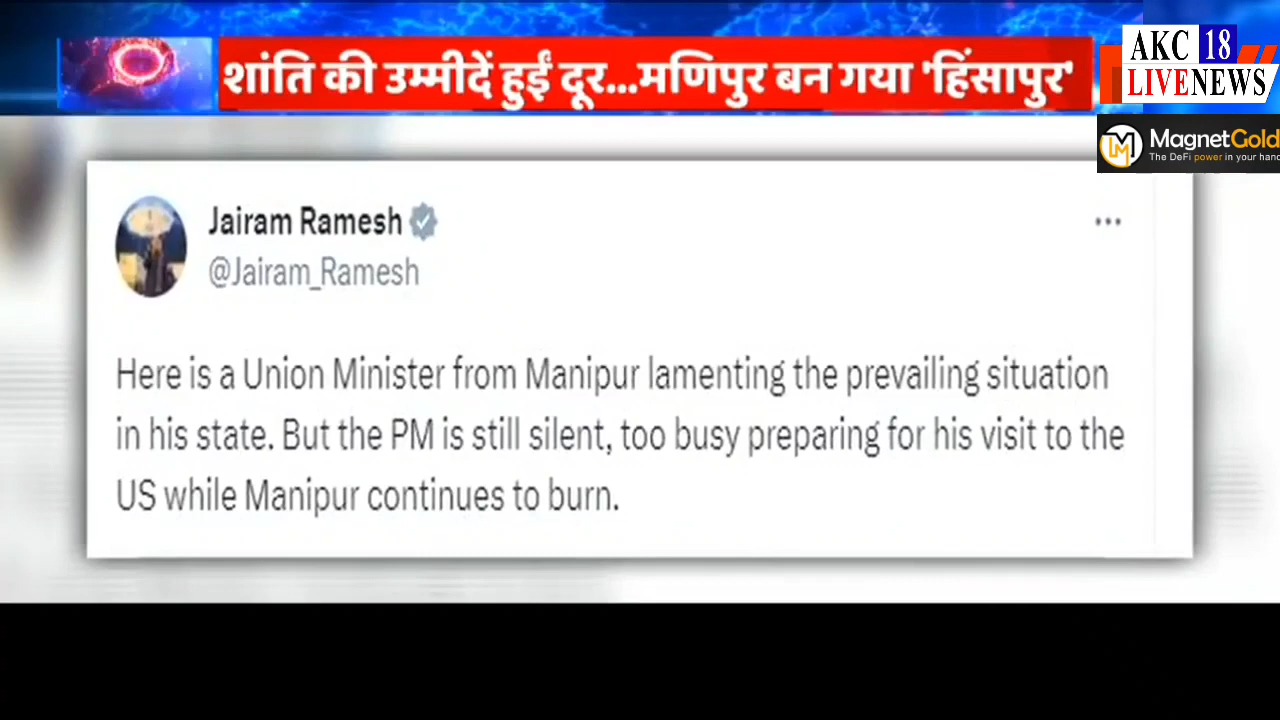 शांति की उम्मीदें हुईं दूर...मणिपुर बन गया 'हिंसापुर'
AKC 18
LIVENEWS
MagnetGold
The DeFi power in your hand
Jairam Ramesh
@Jairam_Ramesh
Here is a Union Minister from Manipur lamenting the prevailing situation
in his state. But the PM is still silent, too busy preparing for his visit to the
US while Manipur continues to burn.